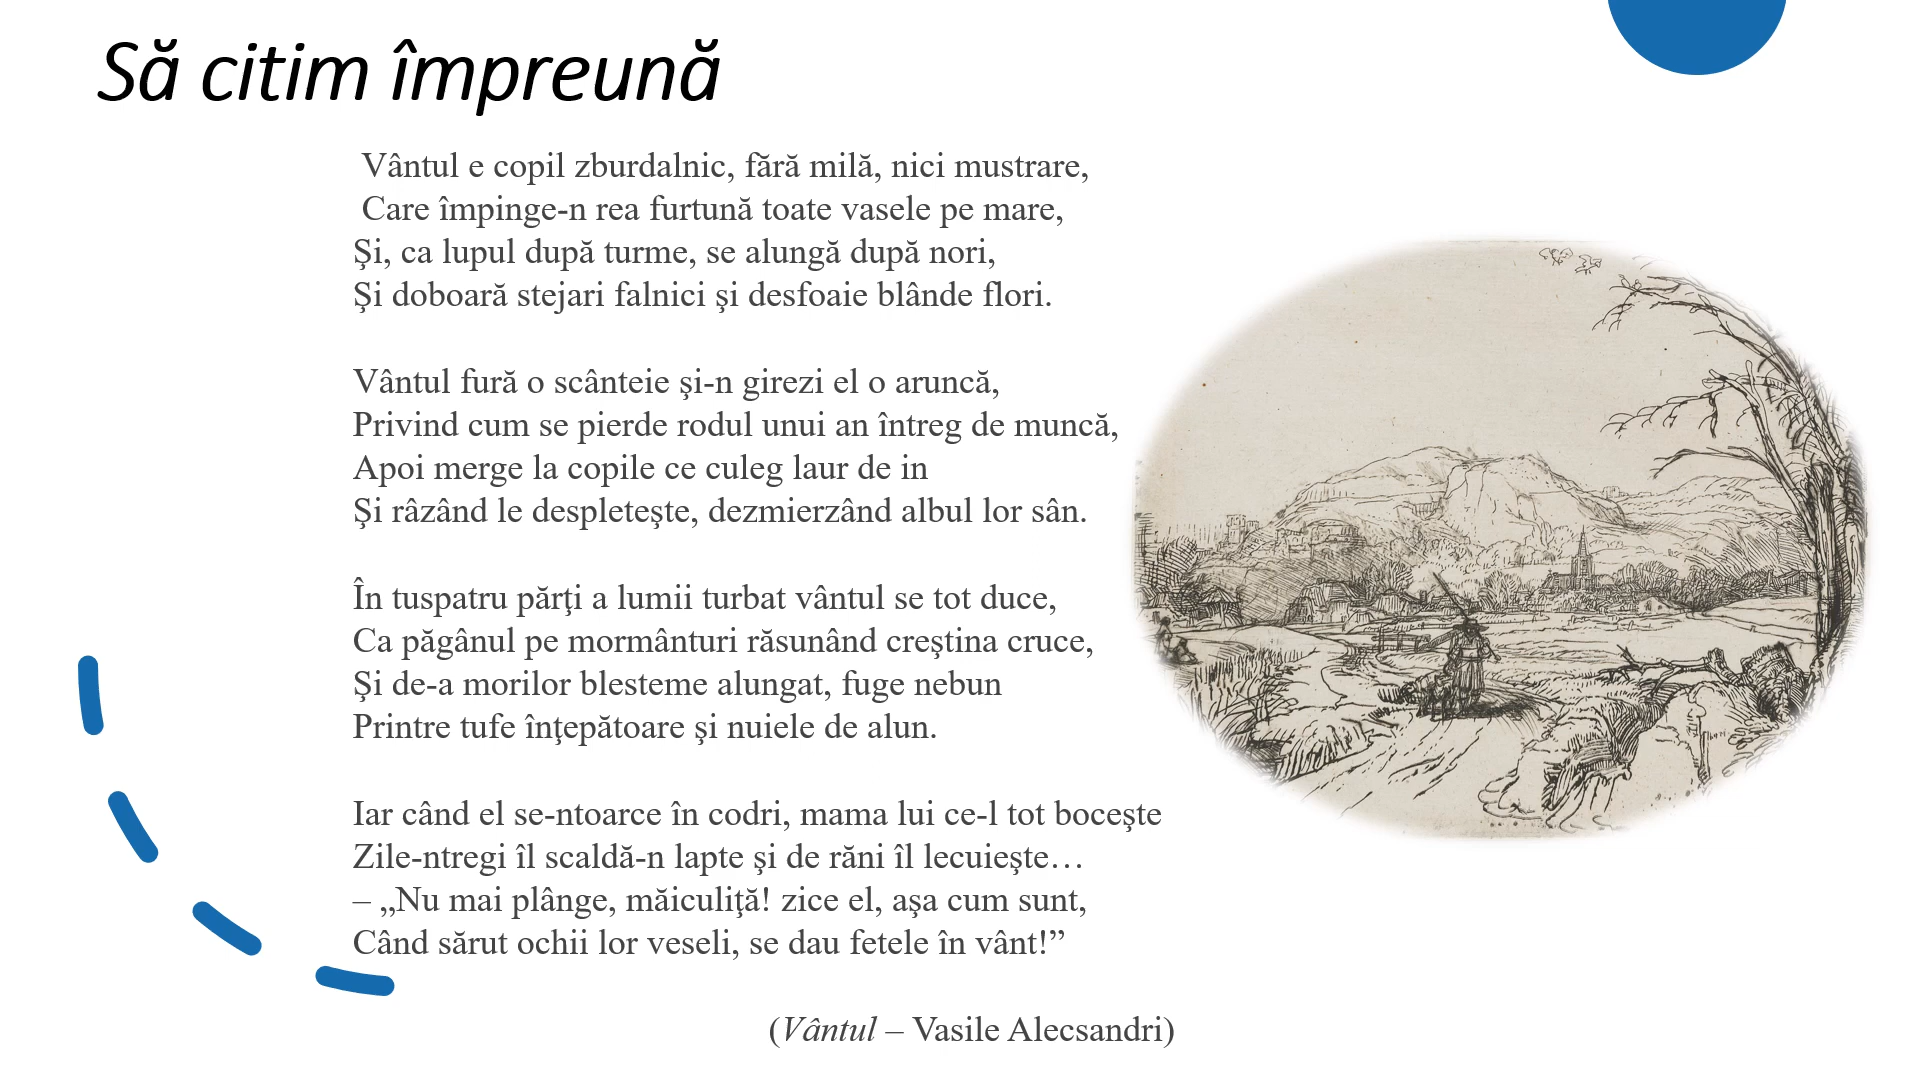 Să citim împreună
Vântul e copil zburdalnic, fără milă, nici mustrare,
Care împinge-n rea furtună toate vasele pe mare,
Şi, ca lupul după turme, se alungă după nori,
Şi doboară stejari falnici şi desfoaie blânde flori.
Vântul fură o scânteie şi-n girezi el o aruncă,
Privind cum se pierde rodul unui an întreg de muncă,
Apoi merge la copile ce culeg laur de in
Şi râzând le despleteşte, dezmierzând albul lor sân.
În tuspatru părţi a lumii turbat vântul se tot duce,
Ca păgânul pe mormânturi răsunând creştina cruce,
Şi de-a morilor blesteme alungat, fuge nebun
Printre tufe înţepătoare şi nuiele de alun.
Iar când el se-ntoarce în codri, mama lui ce-l tot boceşte
Zile-ntregi îl scaldă-n lapte şi de răni îl lecuieşte…
– „Nu mai plânge, măiculiţă! zice el, aşa cum sunt,
Când sărut ochii lor veseli, se dau fetele în vânt!”
(Vântul – Vasile Alecsandri)